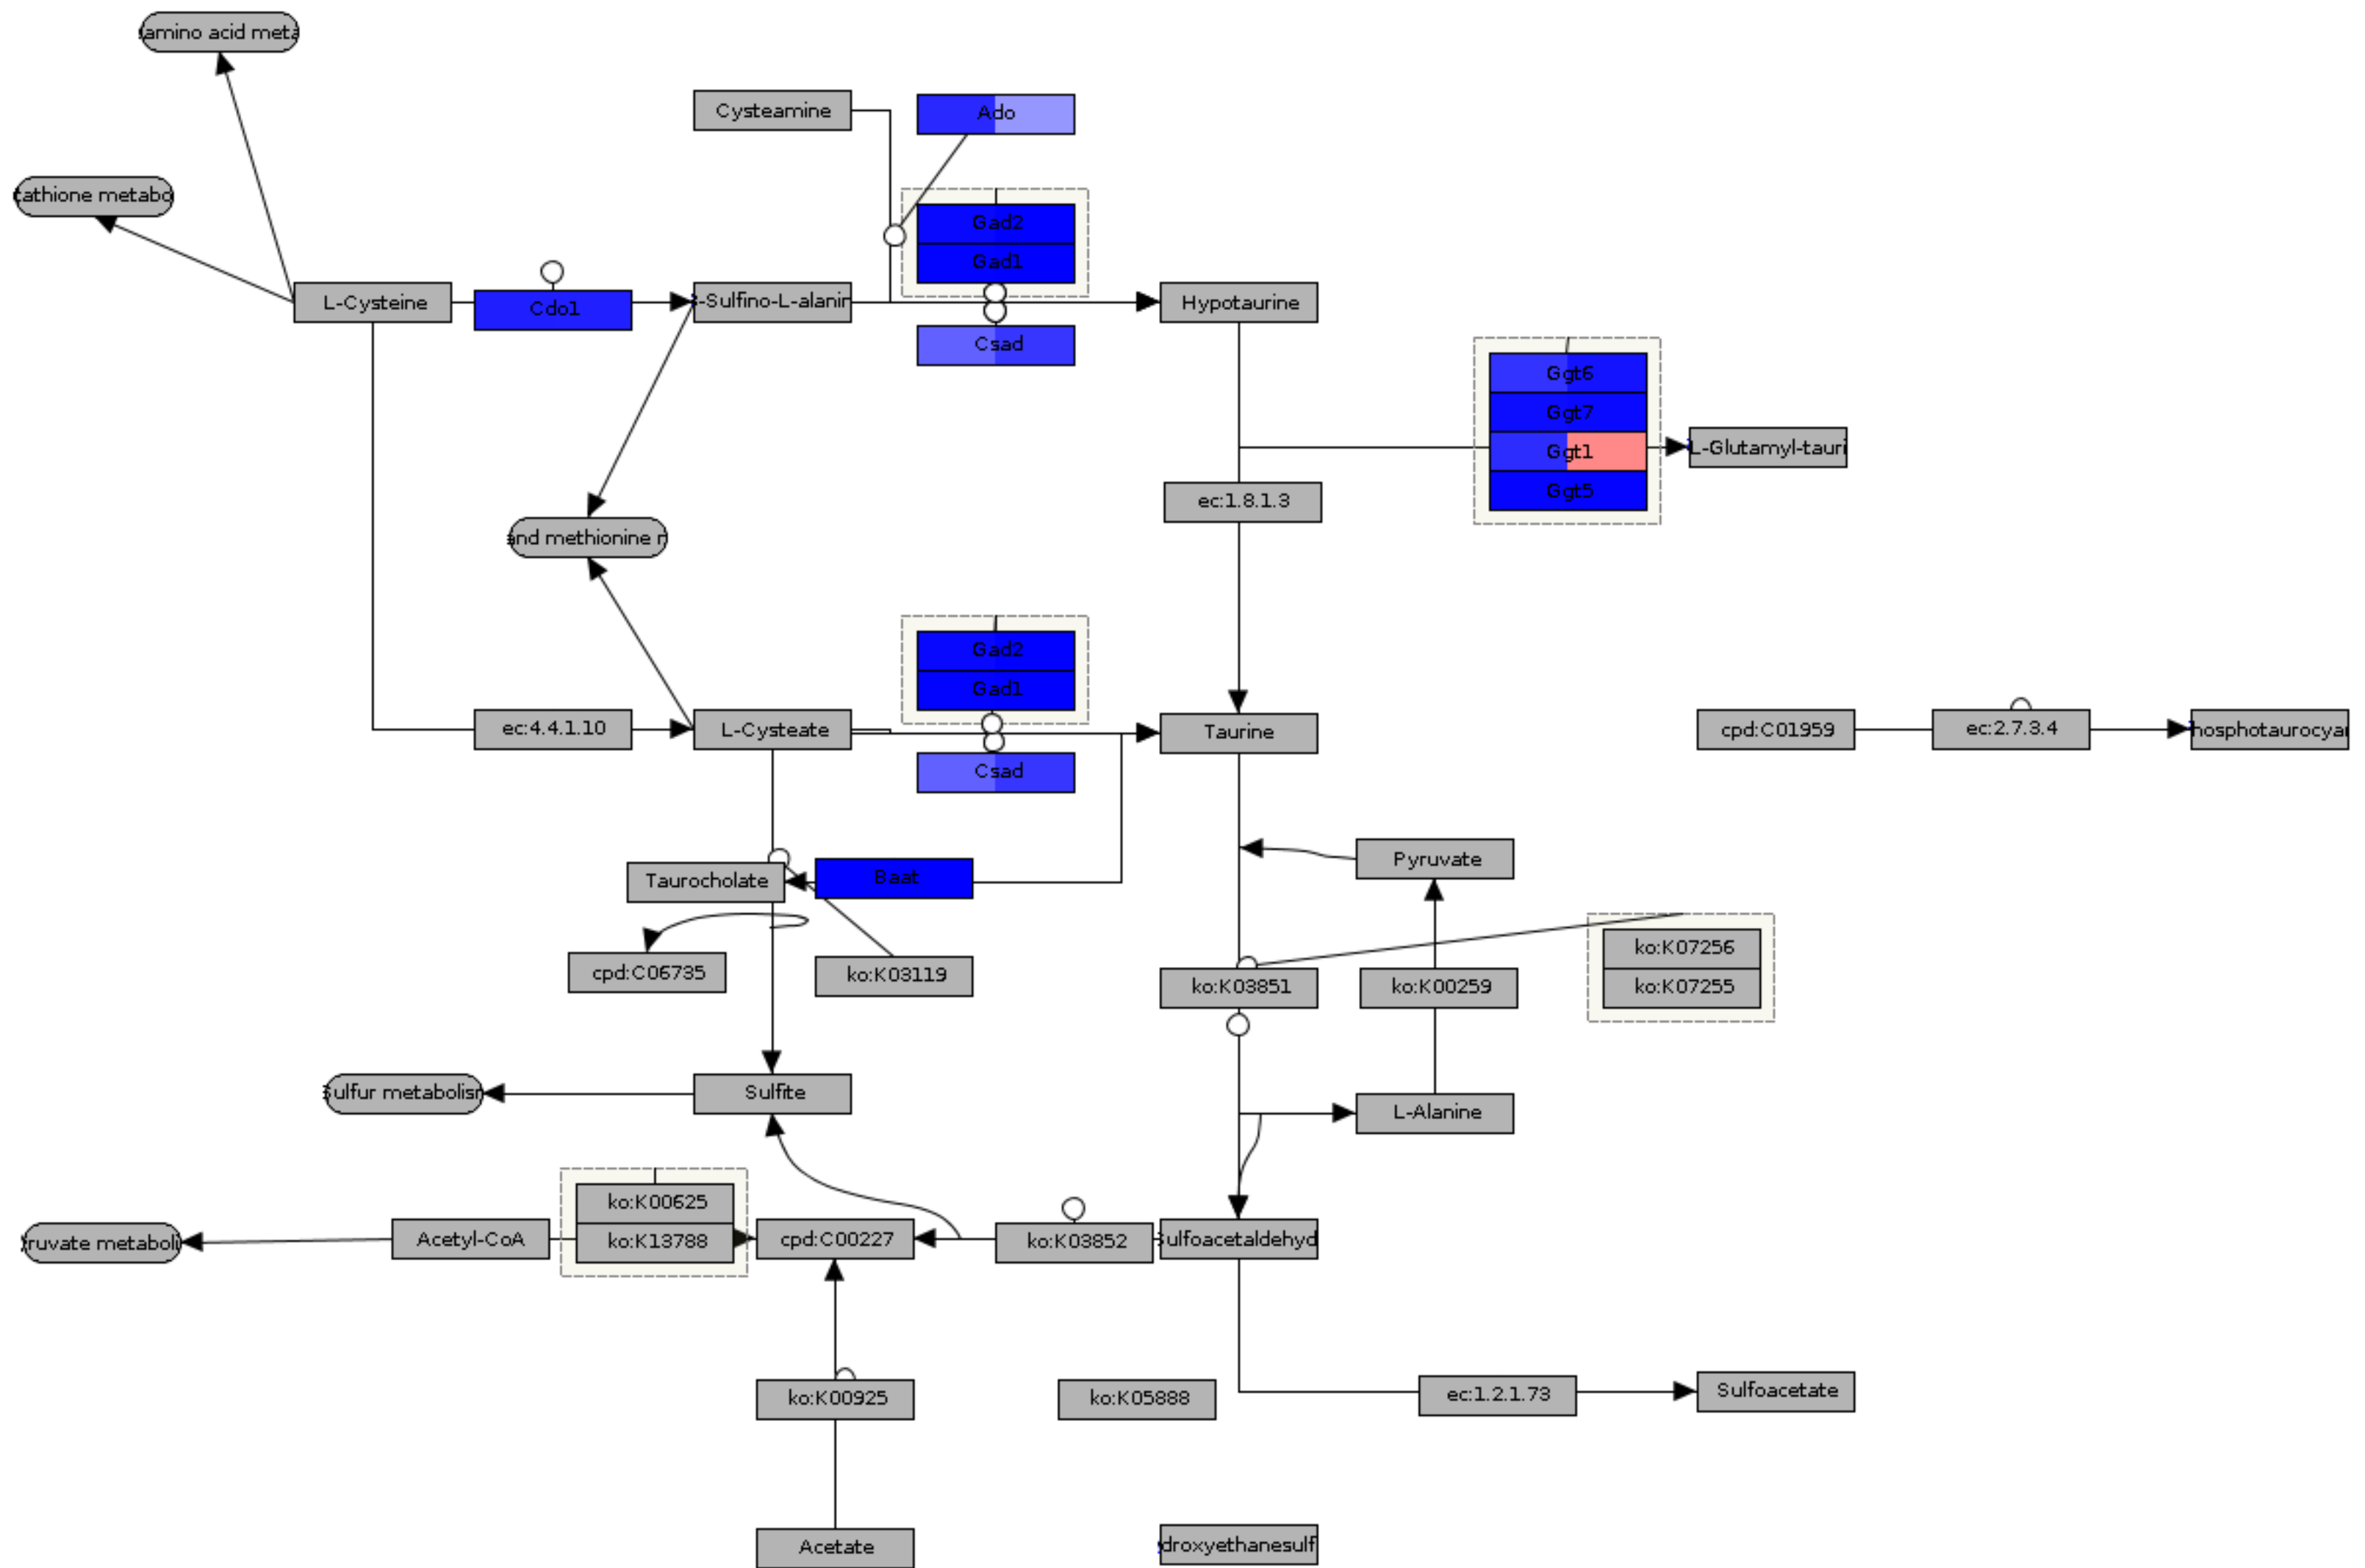 amino acid meta
Cysteamine
Ado
tathione metabo
Gad2
Gad1
L-Cysteine
Cdo1
-Sulfino-L-alanin
Hypotaurine
Csad
Ggt6
Ggt7
Ggt1
Ggt5
L-Glutamyl-tauri
ec:1.8.1.3
and methionine r
Gad2
Gad1
ec:4.4.1.10
L-Cysteate
Taurine
cpd:C01959
ec:2.7.3.4
hosphotaurocyar
Csad
Pyruvate
Taurocholate
Baat
ko:K07256
cpd:C06735
ko:K03119
ko:K03851
ko:K00259
ko:K07255
Sulfur metabolisr
Sulfite
L-Alanine
ko:K00625
ruvate metaboli
Acetyl-CoA
ko:K13788
cpd:C00227
ko:K03852
ulfoacetaldehyd
ko:K00925
ko:K05888
ec:1.2.1.73
Sulfoacetate
Acetate
droxyethanesulf